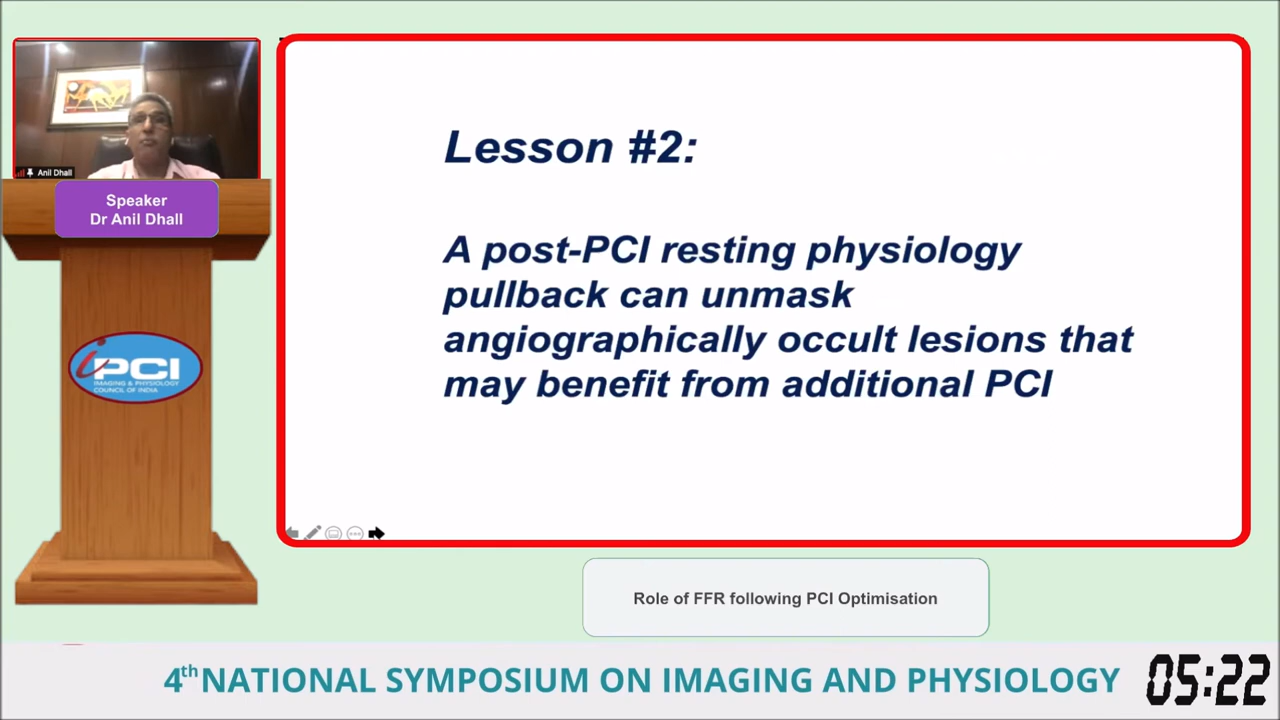 Anil Dhall
Speaker
Dr Anil Dhall
iPCI
IMAGING & PHYSIOLOGY
COUNCIL OF INDIA
Lesson #2:
A post-PCI resting physiology
pullback can unmask
angiographically occult lesions that
may benefit from additional PCI
Role of FFR following PCI Optimisation
4th NATIONAL SYMPOSIUM ON IMAGING AND PHYSIOLOGY
05:22